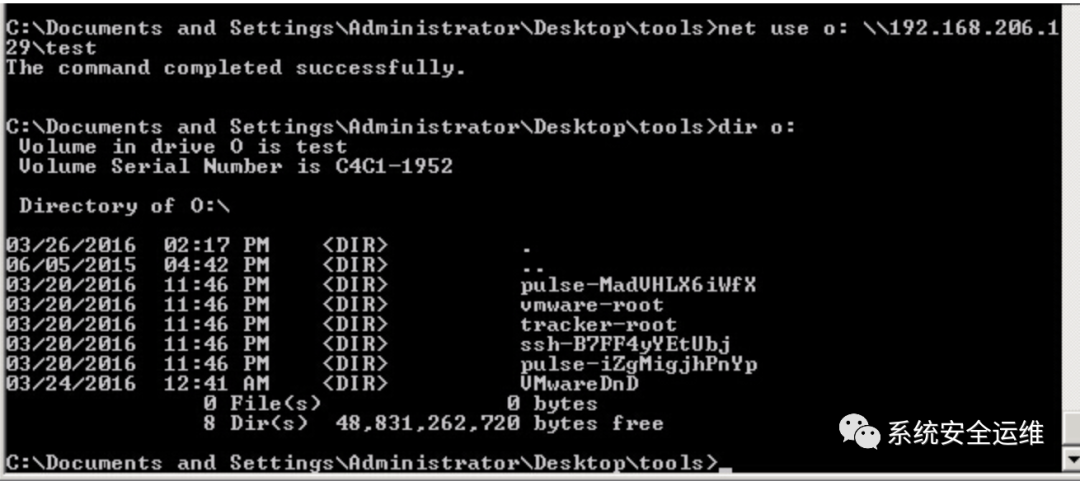 C:\Documents and Settings\Administrator\Desktop\tools>net use o: \\192.168.206.1
29\test
The command completed successfully.
C:\Documents and Settings\Administrator\Desktop\tools>dir o:
Volume in drive O is test
Volume Serial Number is C4C1-1952
Directory of O:\
03/26/2016  02:17 PM    <DIR>          .
06/05/2015  04:42 PM    <DIR>          ..
03/20/2016  11:46 PM    <DIR>          pulse-MadVHLX6iWfX
03/20/2016  11:46 PM    <DIR>          vmware-root
03/20/2016  11:46 PM    <DIR>          tracker-root
03/20/2016  11:46 PM    <DIR>          ssh-B7FF4yYEtUbj
03/20/2016  11:46 PM    <DIR>          pulse-iZgMigjhPnYp
03/24/2016  12:41 AM    <DIR>          VMwareDnD
0 File(s)              0 bytes
8 Dir(s)  48,831,262,720 bytes free
系统安全运维
C:\Documents and Settings\Administrator\Desktop\tools>_